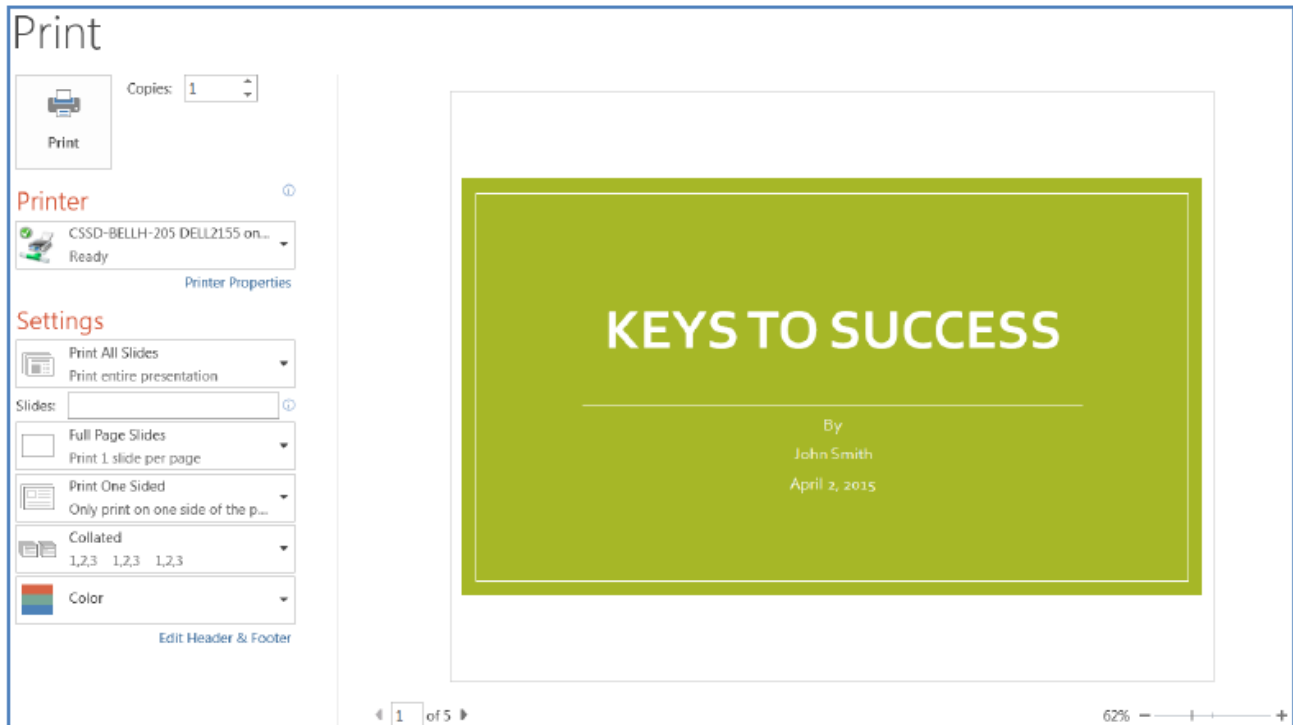 Print
Copies: 1
Print
Printer
CSSD-BELLH-205 DELL2155 on...
Ready
Printer Properties
Settings
Print All Slides
Print entire presentation
Slides:
Full Page Slides
Print 1 slide per page
Print One Sided
Only print on one side of the p...
Collated
1,2,3 1,2,3 1,2,3
Color
Edit Header & Footer
KEYS TO SUCCESS
By
John Smith
April 2, 2015
1 of 5
62%